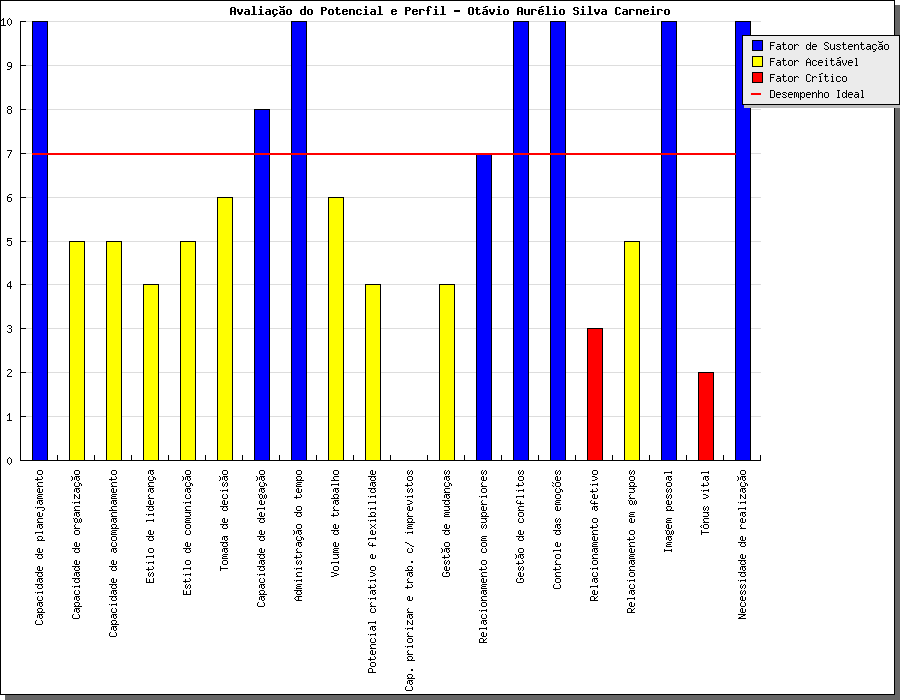 Avaliação do Potencial e Perfil - Otávio Aurélio Silva Carneiro
10
9
8
7
6
5
4
3
2
1
0
Fator de Sustentação
Fator Aceitável
Fator Crítico
Desempenho Ideal
Capacidade de planejamento
Capacidade de organização
Capacidade de acompanhamento
Estilo de liderança
Estilo de comunicação
Tomada de decisão
Capacidade de delegação
Administração do tempo
Volume de trabalho
Potencial criativo e flexibilidade
Cap. priorizar e trab. c/ imprevistos
Gestão de mudanças
Relacionamento com superiores
Gestão de conflitos
Controle das emoções
Relacionamento afetivo
Relacionamento em grupos
Imagem pessoal
Tônus vital
Necessidade de realização